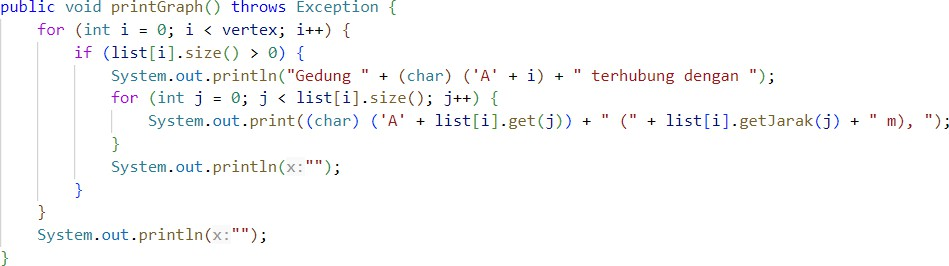 public void printGraph() throws Exception {
    for (int i = 0; i < vertex; i++) {
        if (list[i].size() > 0) {
            System.out.println("Gedung " + (char) ('A' + i) + " terhubung dengan ");
            for (int j = 0; j < list[i].size(); j++) {
                System.out.print((char) ('A' + list[i].get(j)) + " (" + list[i].getJarak(j) + " m), ");
            }
            System.out.println(x:"");
        }
    }
    System.out.println(x:"");
}